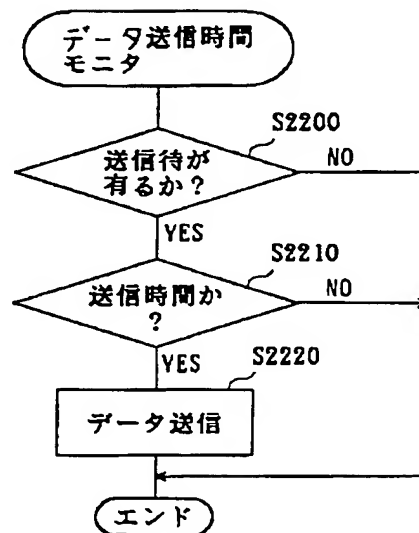 データ送信時間
モニタ
S2200
送信待が
有るか?
NO
YES
S2210
送信時間か
?
NO
YES
S2220
データ送信
エンド